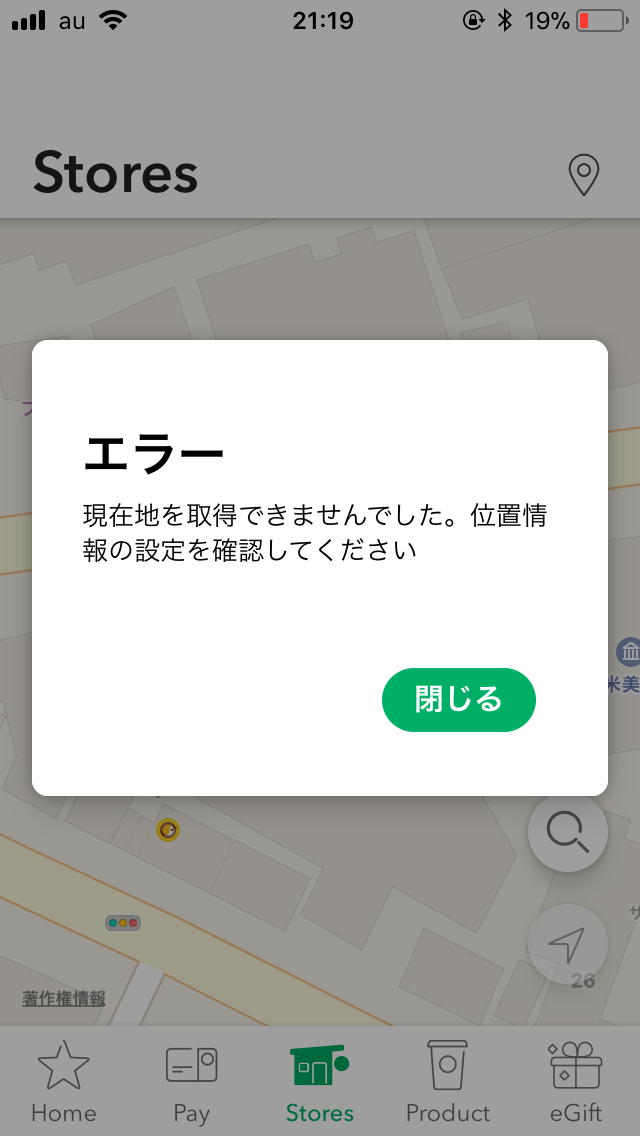 au 21:19 19%
Stores
エラー
現在地を取得できませんでした。位置情
報の設定を確認してください
閉じる
米美
サ
26
著作権情報
Home Pay Stores Product eGift